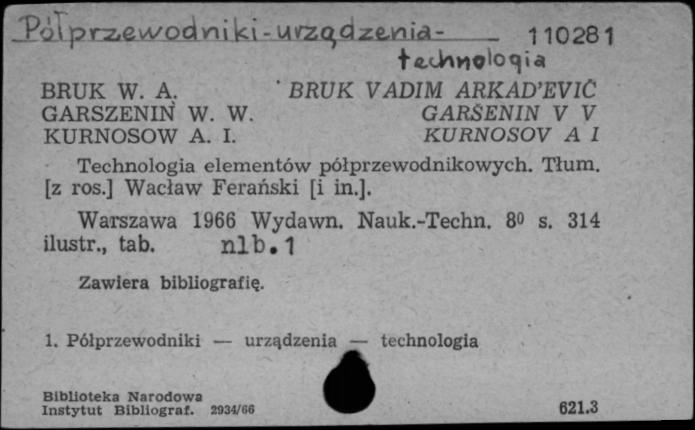 Półprzewodniki-urządzenia- 110281
technologia
BRUK W. A. BRUK VADIM ARKAD'EVIČ
GARSZENIN W. W. GARŠENIN V V
KURNOSOW A. I. KURNOSOV A I
Technologia elementów półprzewodnikowych. Tłum.
[z ros.] Wacław Ferański [i in.].
Warszawa 1966 Wydawn. Nauk.-Techn. 8⁰ s. 314
ilustr., tab. nlb. 1
Zawiera bibliografię.
1. Półprzewodniki — urządzenia — technologia
Biblioteka Narodowa
Instytut Bibliograf. 2934/66 621.3